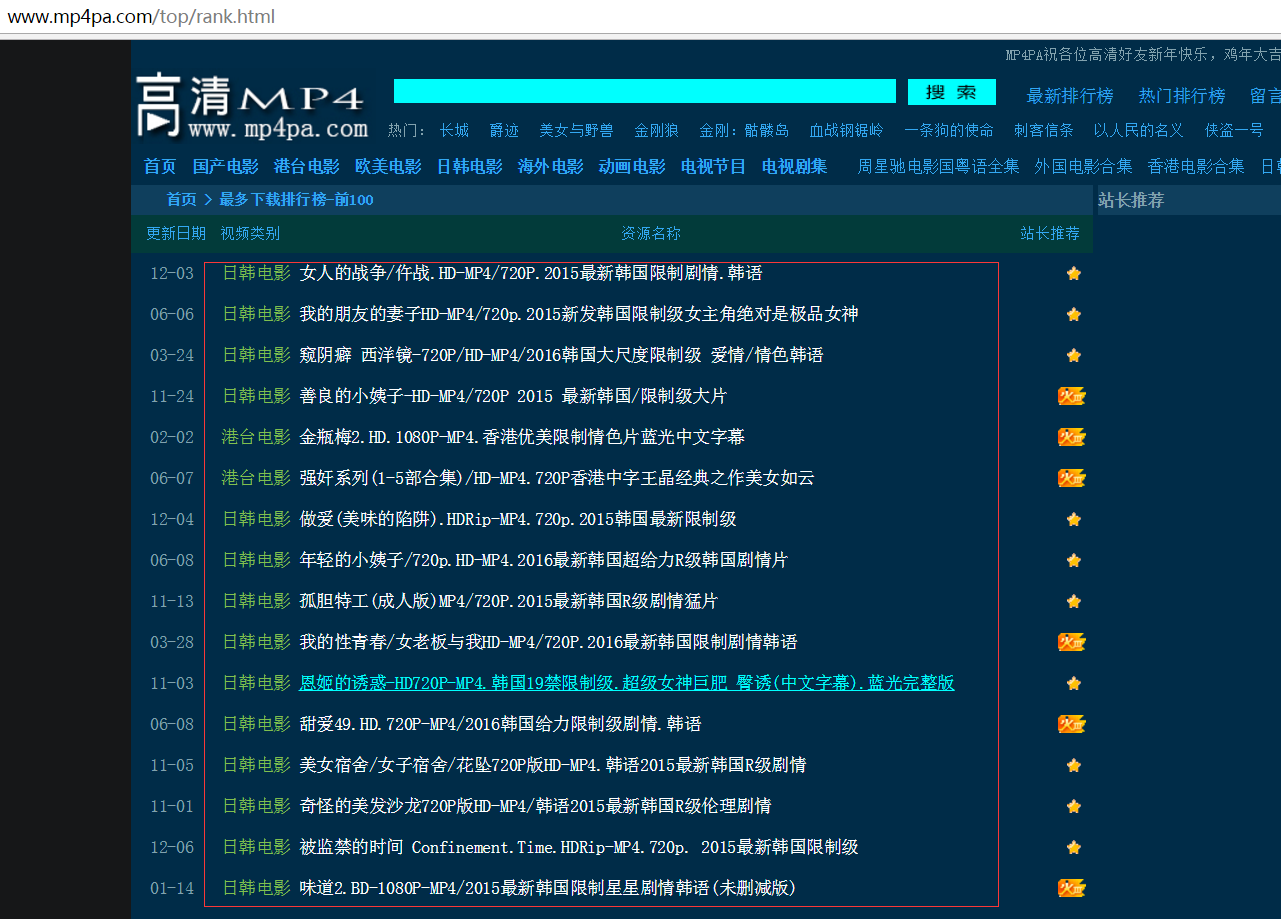 www.mp4pa.com/top/rank.html
MP4PA祝各位高清好友新年快乐，鸡年大吉
高清MP4
www.mp4pa.com
搜 索
最新排行榜 热门排行榜 留言
热门： 长城 爵迹 美女与野兽 金刚狼 金刚：骷髅岛 血战钢锯岭 一条狗的使命 刺客信条 以人民的名义 侠盗一号
首页 国产电影 港台电影 欧美电影 日韩电影 海外电影 动画电影 电视节目 电视剧集 周星驰电影国粤语全集 外国电影合集 香港电影合集 日韩
首页 > 最多下载排行榜-前100
站长推荐
更新日期 视频类别 资源名称 站长推荐
12-03 日韩电影 女人的战争/仵战.HD-MP4/720P.2015最新韩国限制剧情.韩语
06-06 日韩电影 我的朋友的妻子HD-MP4/720p.2015新发韩国限制级女主角绝对是极品女神
03-24 日韩电影 窥阴癖 西洋镜-720P/HD-MP4/2016韩国大尺度限制级 爱情/情色韩语
11-24 日韩电影 善良的小姨子-HD-MP4/720P 2015 最新韩国/限制级大片
02-02 港台电影 金瓶梅2.HD.1080P-MP4.香港优美限制情色片蓝光中文字幕
06-07 港台电影 强奸系列(1-5部合集)/HD-MP4.720P香港中字王晶经典之作美女如云
12-04 日韩电影 做爱(美味的陷阱).HDRip-MP4.720p.2015韩国最新限制级
06-08 日韩电影 年轻的小姨子/720p.HD-MP4.2016最新韩国超给力R级韩国剧情片
11-13 日韩电影 孤胆特工(成人版)MP4/720P.2015最新韩国R级剧情猛片
03-28 日韩电影 我的性青春/女老板与我HD-MP4/720P.2016最新韩国限制剧情韩语
11-03 日韩电影 恩姬的诱惑-HD720P-MP4.韩国19禁限制级.超级女神巨肥 臀诱(中文字幕).蓝光完整版
06-08 日韩电影 甜爱49.HD.720P-MP4/2016韩国给力限制级剧情.韩语
11-05 日韩电影 美女宿舍/女子宿舍/花坠720P版HD-MP4.韩语2015最新韩国R级剧情
11-01 日韩电影 奇怪的美发沙龙720P版HD-MP4/韩语2015最新韩国R级伦理剧情
12-06 日韩电影 被监禁的时间 Confinement.Time.HDRip-MP4.720p. 2015最新韩国限制级
01-14 日韩电影 味道2.BD-1080P-MP4/2015最新韩国限制星星剧情韩语(未删减版)